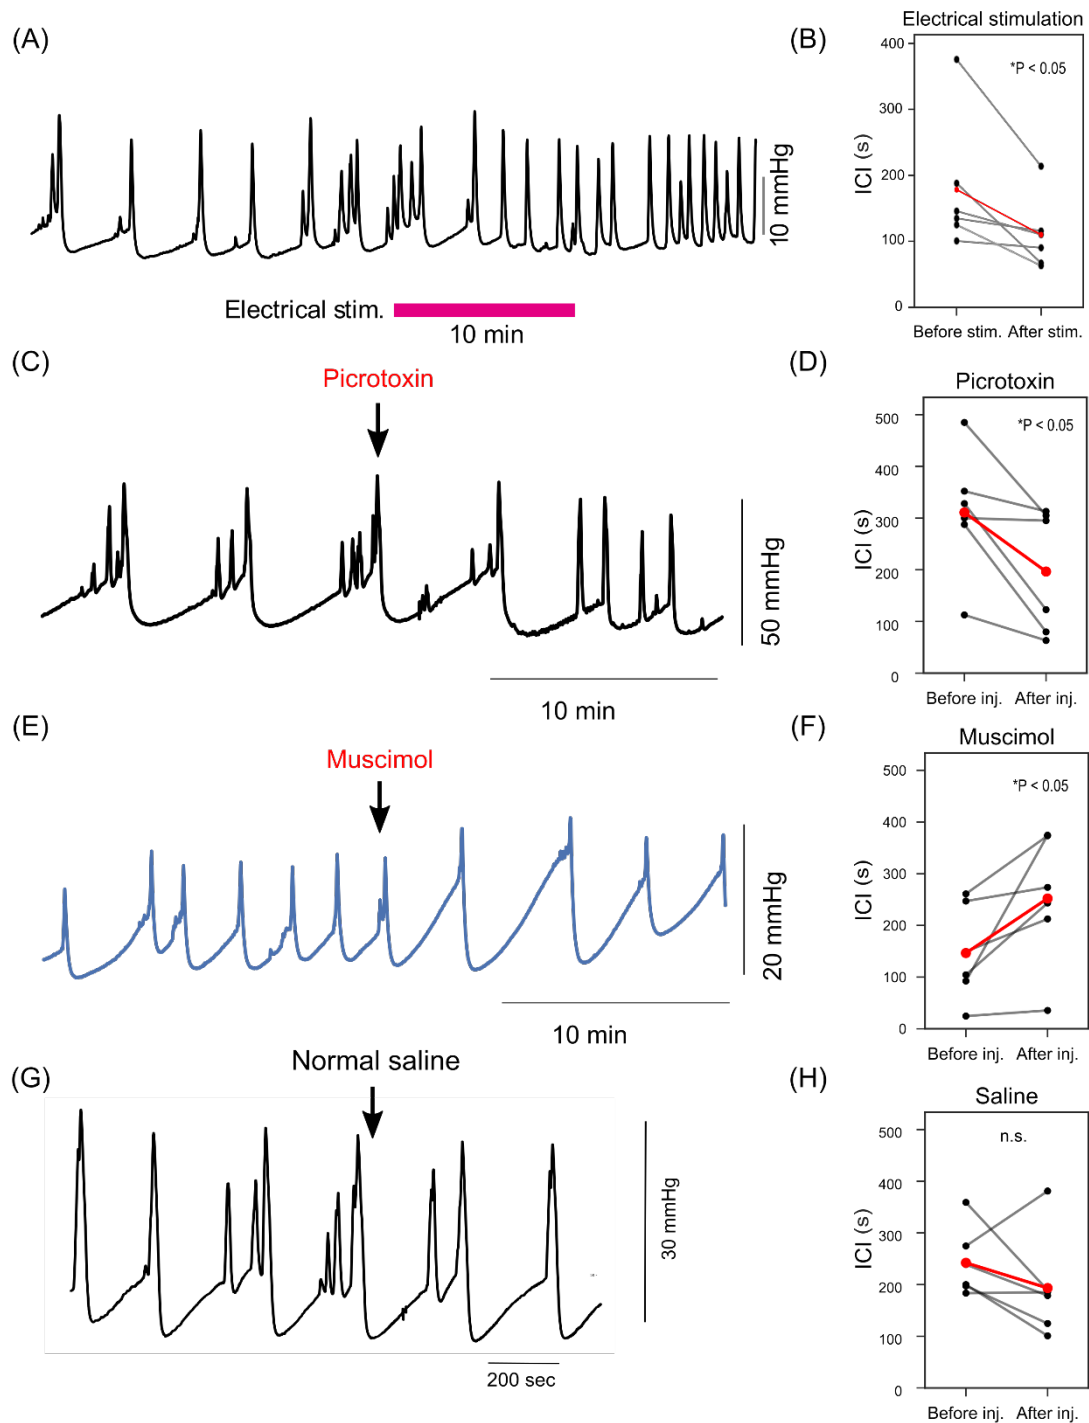 (A)
10 mmHg
Electrical stim.
10 min
(B)
Electrical stimulation
*P < 0.05
ICI (s)
400
300
200
100
0
Before stim. After stim.
(C)
Picrotoxin
50 mmHg
10 min
(D)
Picrotoxin
*P < 0.05
ICI (s)
500
400
300
200
100
0
Before inj. After inj.
(E)
Muscimol
20 mmHg
10 min
(F)
Muscimol
*P < 0.05
ICI (s)
500
400
300
200
100
0
Before inj. After inj.
(G)
Normal saline
30 mmHg
200 sec
(H)
Saline
n.s.
ICI (s)
500
400
300
200
100
0
Before inj. After inj.